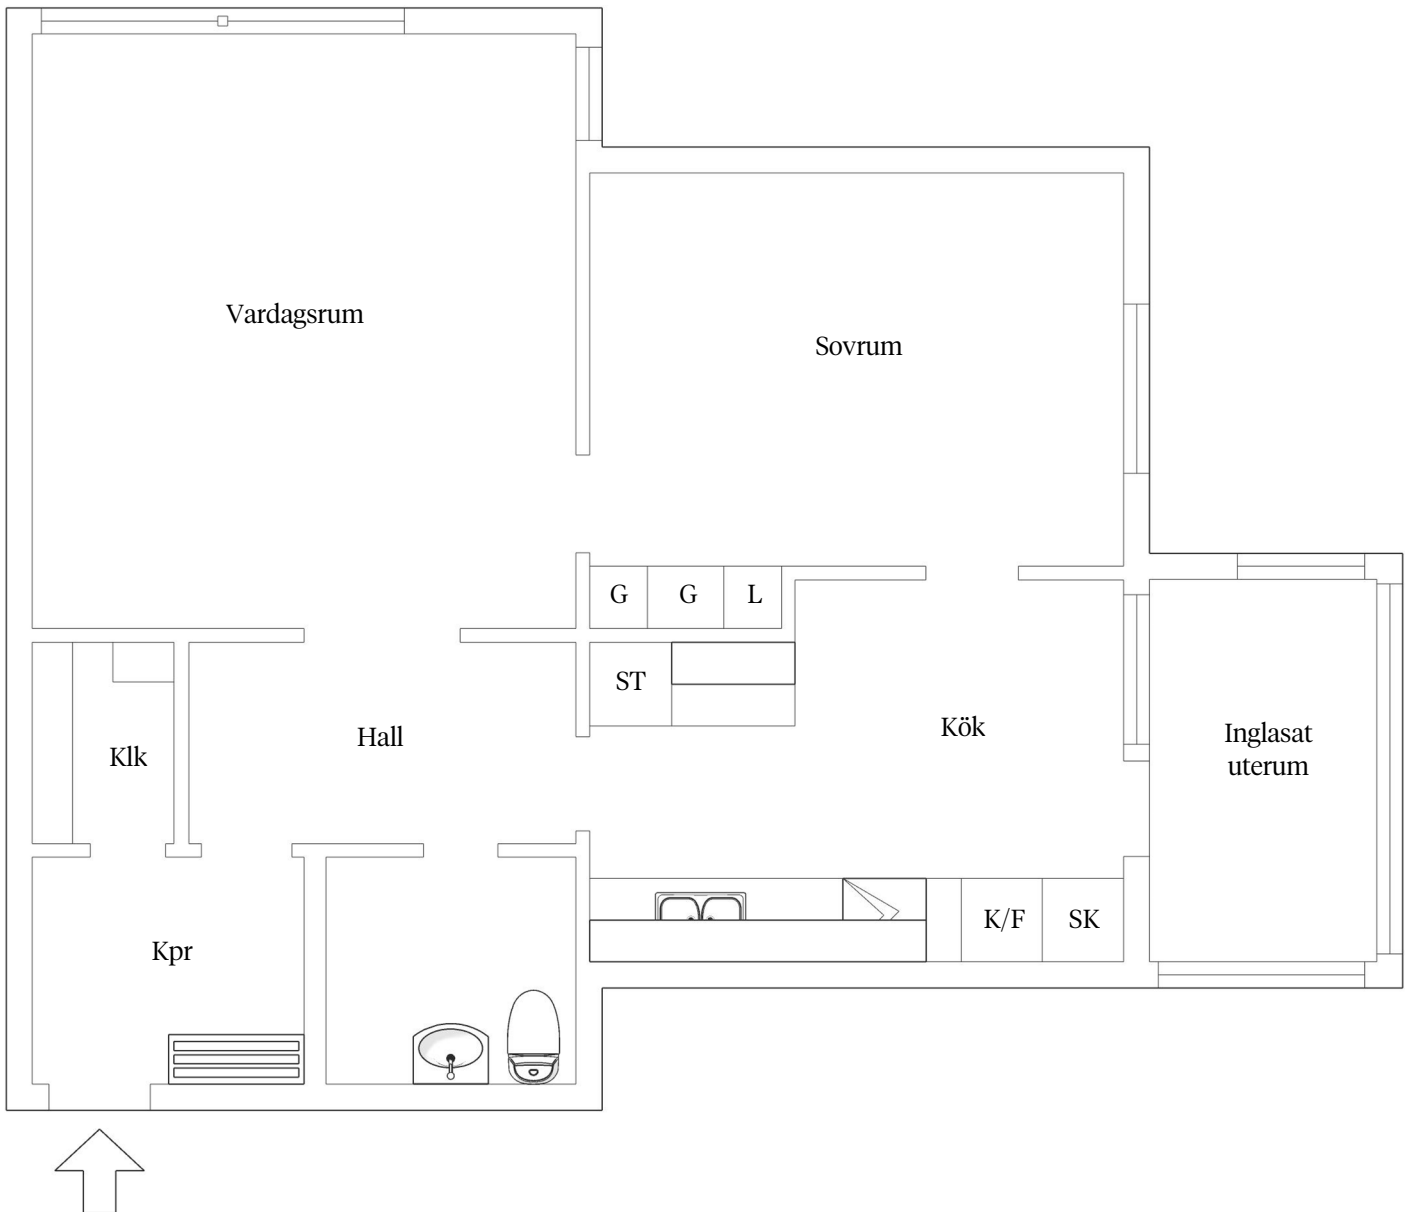 Vardagsrum
Sovrum
G
G
L
ST
Hall
Klk
Kök
Inglasat
uterum
Kpr
K/F
SK